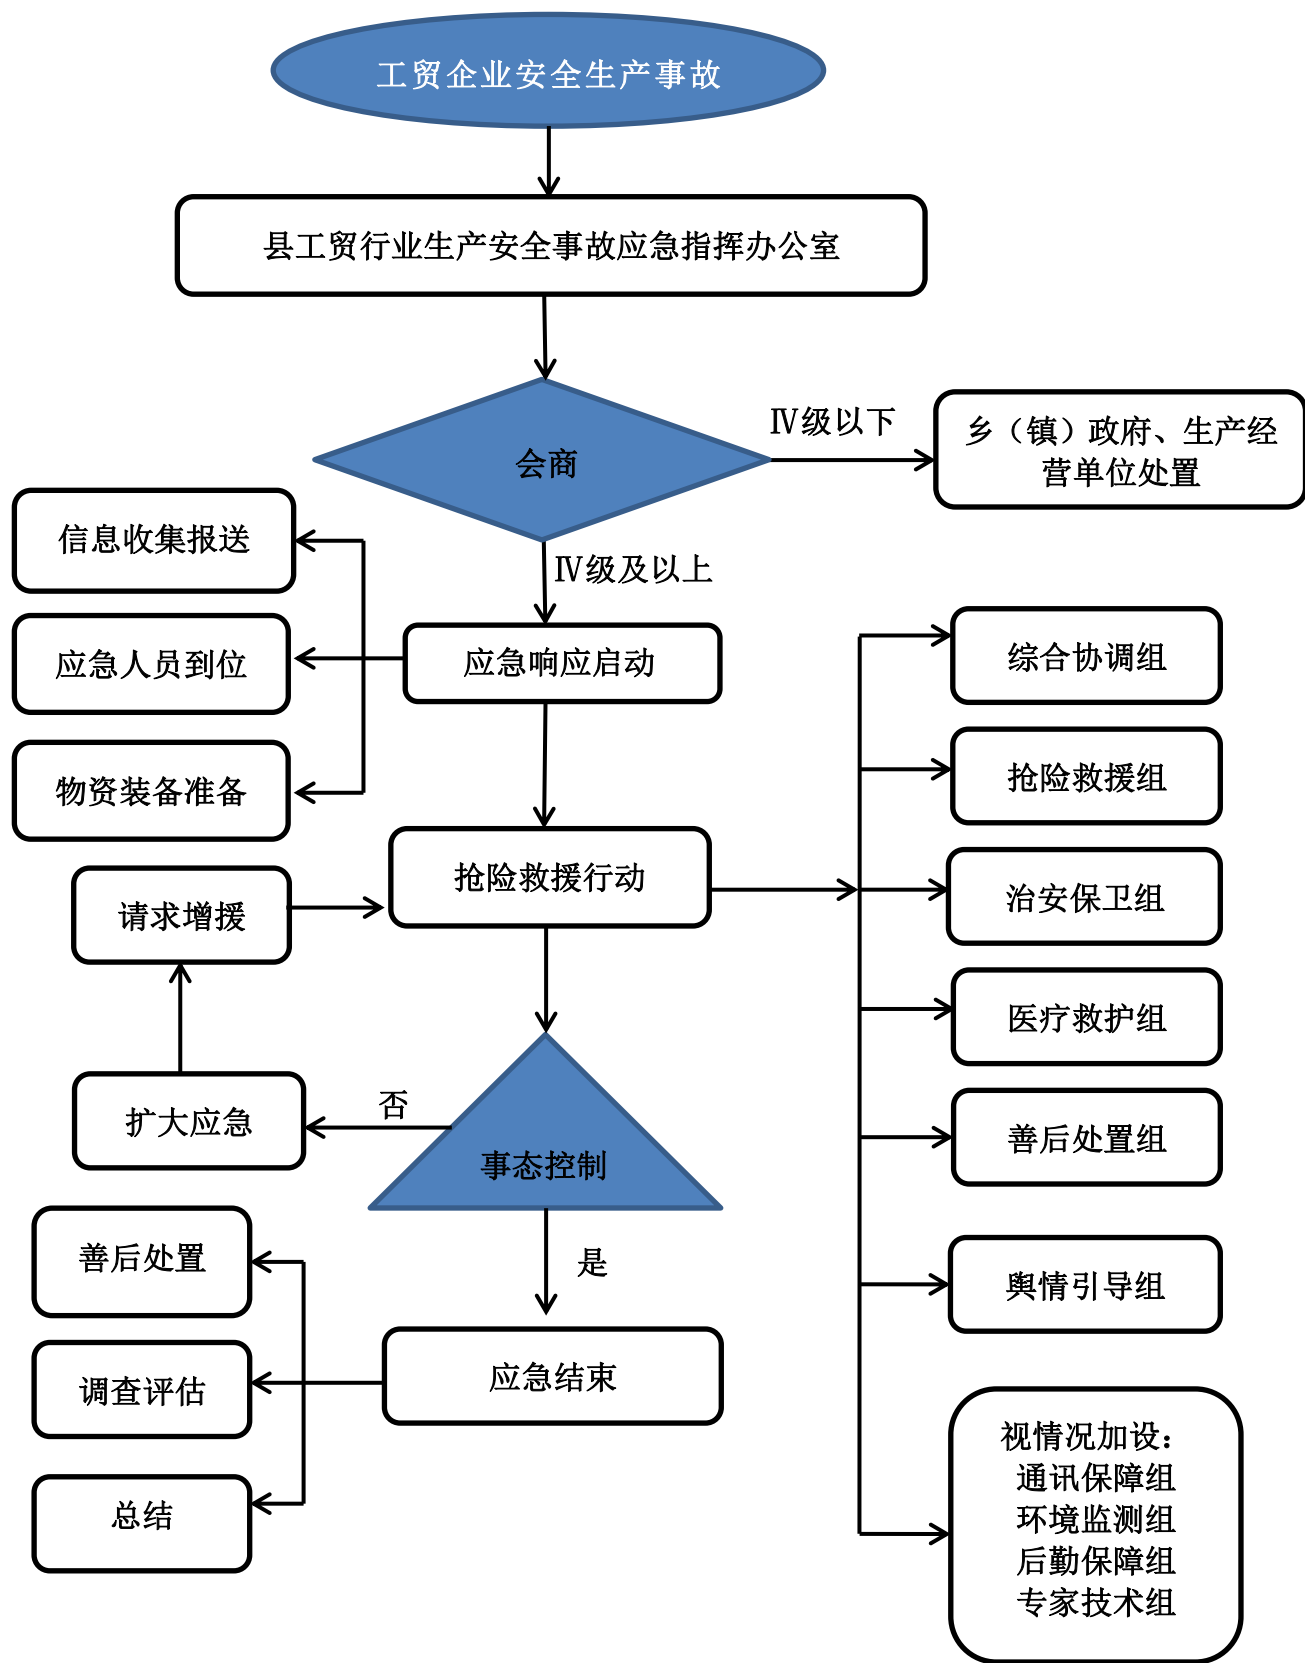 工贸企业安全生产事故
县工贸行业生产安全事故应急指挥办公室
会商
Ⅳ级以下
乡（镇）政府、生产经
营单位处置
Ⅳ级及以上
信息收集报送
应急人员到位
物资装备准备
应急响应启动
综合协调组
抢险救援组
治安保卫组
医疗救护组
善后处置组
舆情引导组
视情况加设：
通讯保障组
环境监测组
后勤保障组
专家技术组
抢险救援行动
请求增援
扩大应急
否
事态控制
是
善后处置
调查评估
总结
应急结束